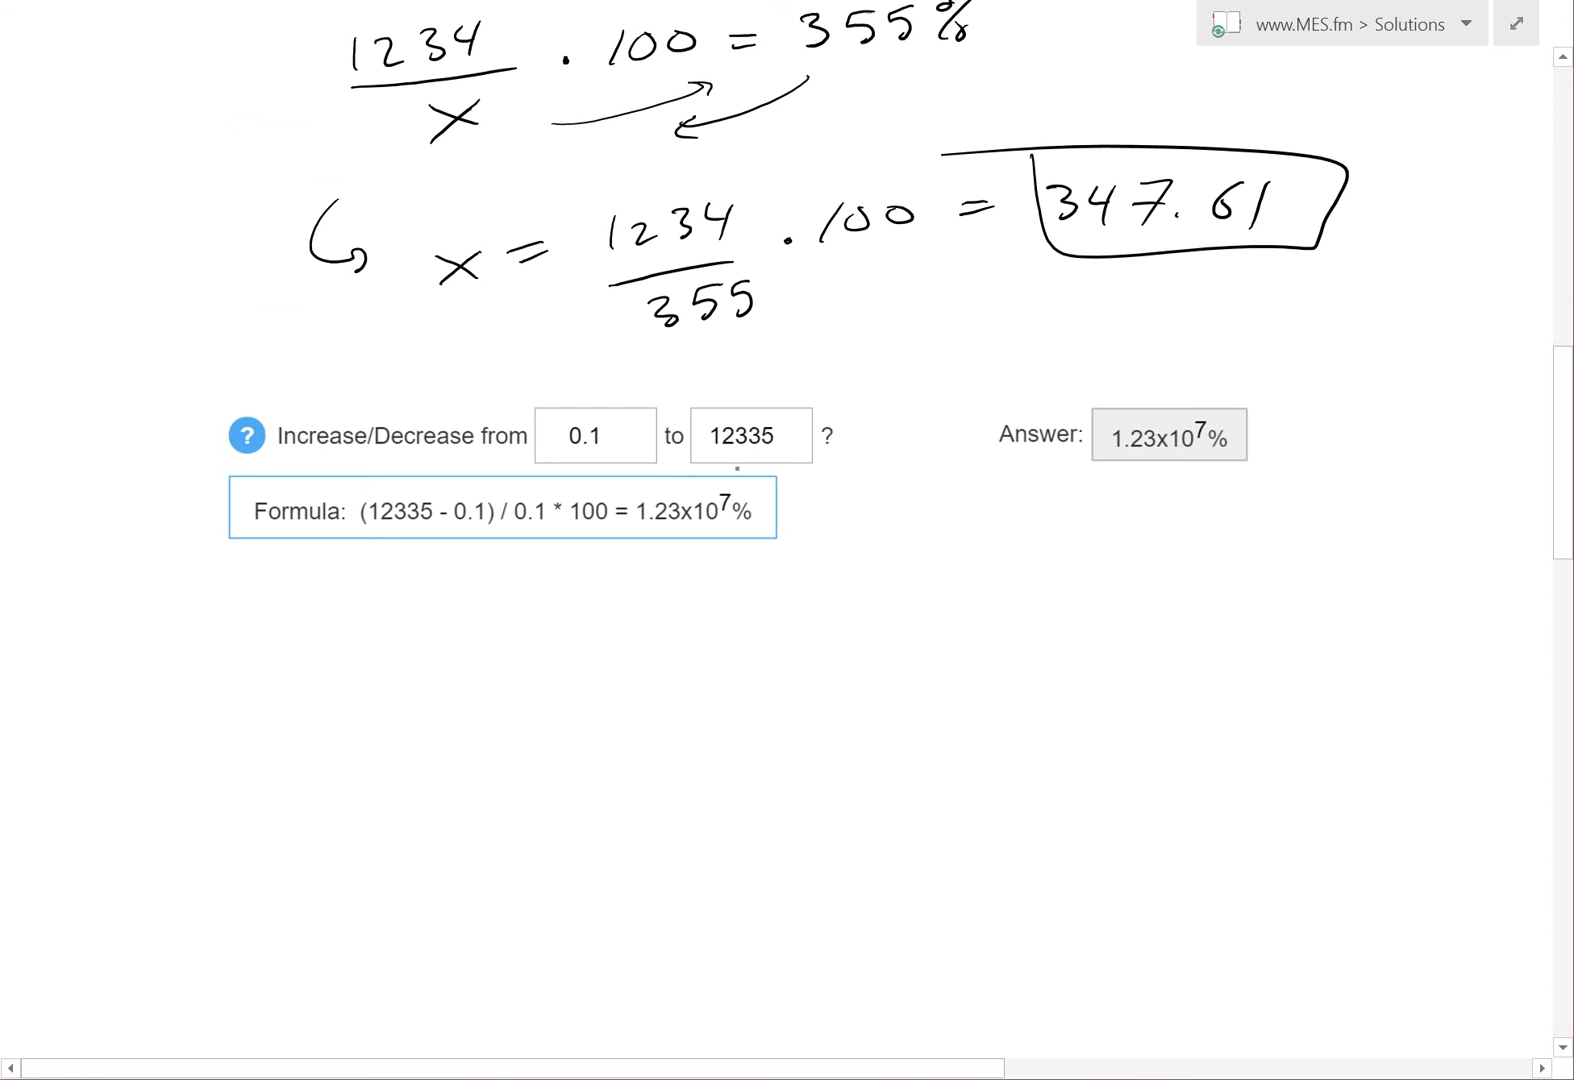 1234 / x · 100 = 355%
www.MES.fm > Solutions
x = 1234 / 355 · 100 = 347.61
? Increase/Decrease from 0.1 to 12335 ? Answer: 1.23x10⁷%
Formula: (12335 - 0.1) / 0.1 * 100 = 1.23x10⁷%